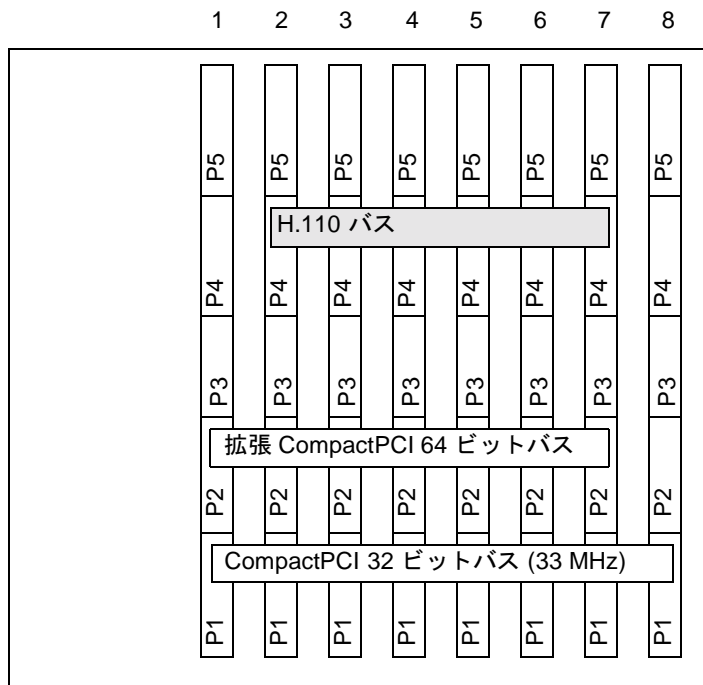 1 2 3 4 5 6 7 8
P5 P5 P5 P5 P5 P5 P5 P5
H.110 バス
P4 P4 P4 P4 P4 P4 P4 P4
P3 P3 P3 P3 P3 P3 P3 P3
拡張 CompactPCI 64 ビットバス
P2 P2 P2 P2 P2 P2 P2 P2
CompactPCI 32 ビットバス (33 MHz)
P1 P1 P1 P1 P1 P1 P1 P1